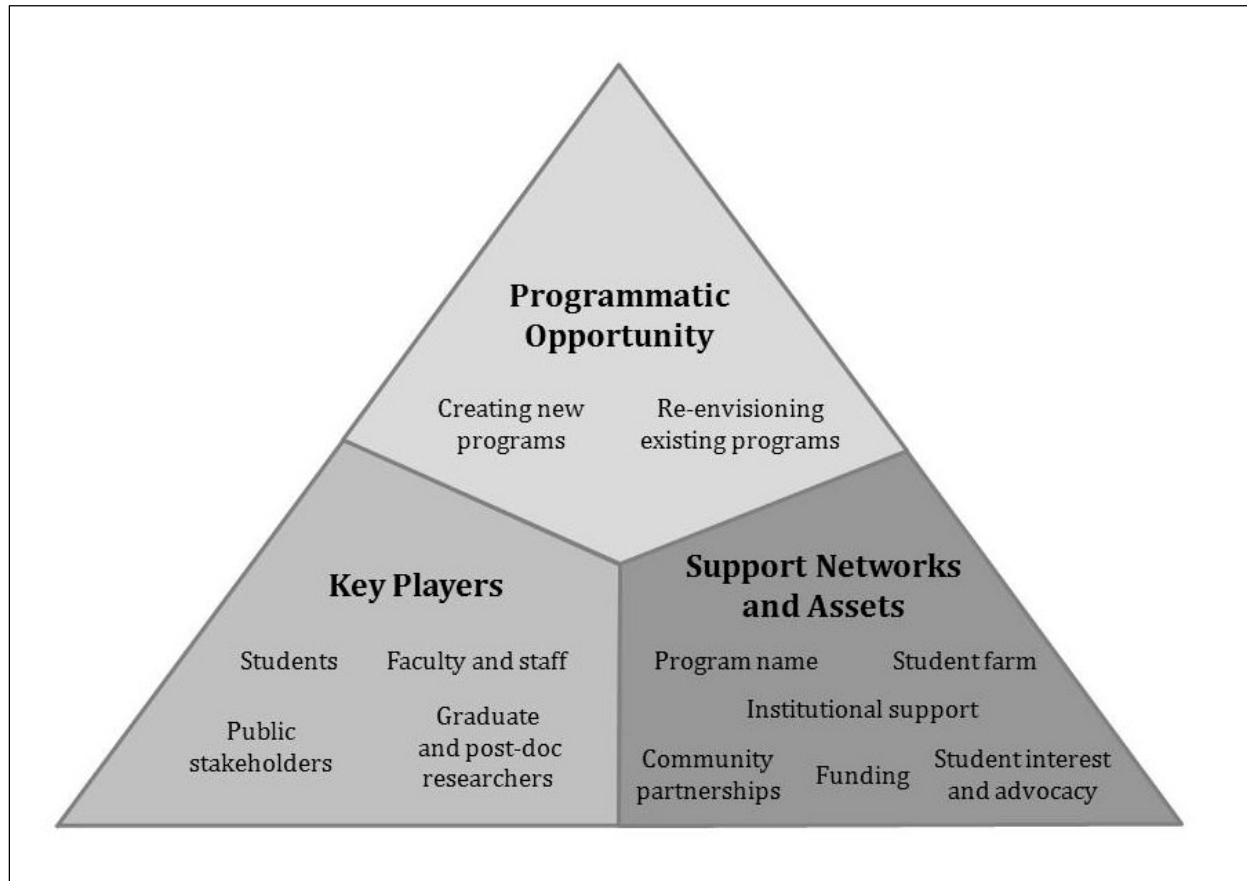 Programmatic
Opportunity
Creating new
programs
Re-envisioning
existing programs
Key Players
Students
Faculty and staff
Public
stakeholders
Graduate
and post-doc
researchers
Support Networks
and Assets
Program name
Student farm
Institutional support
Community
partnerships
Funding
Student interest
and advocacy